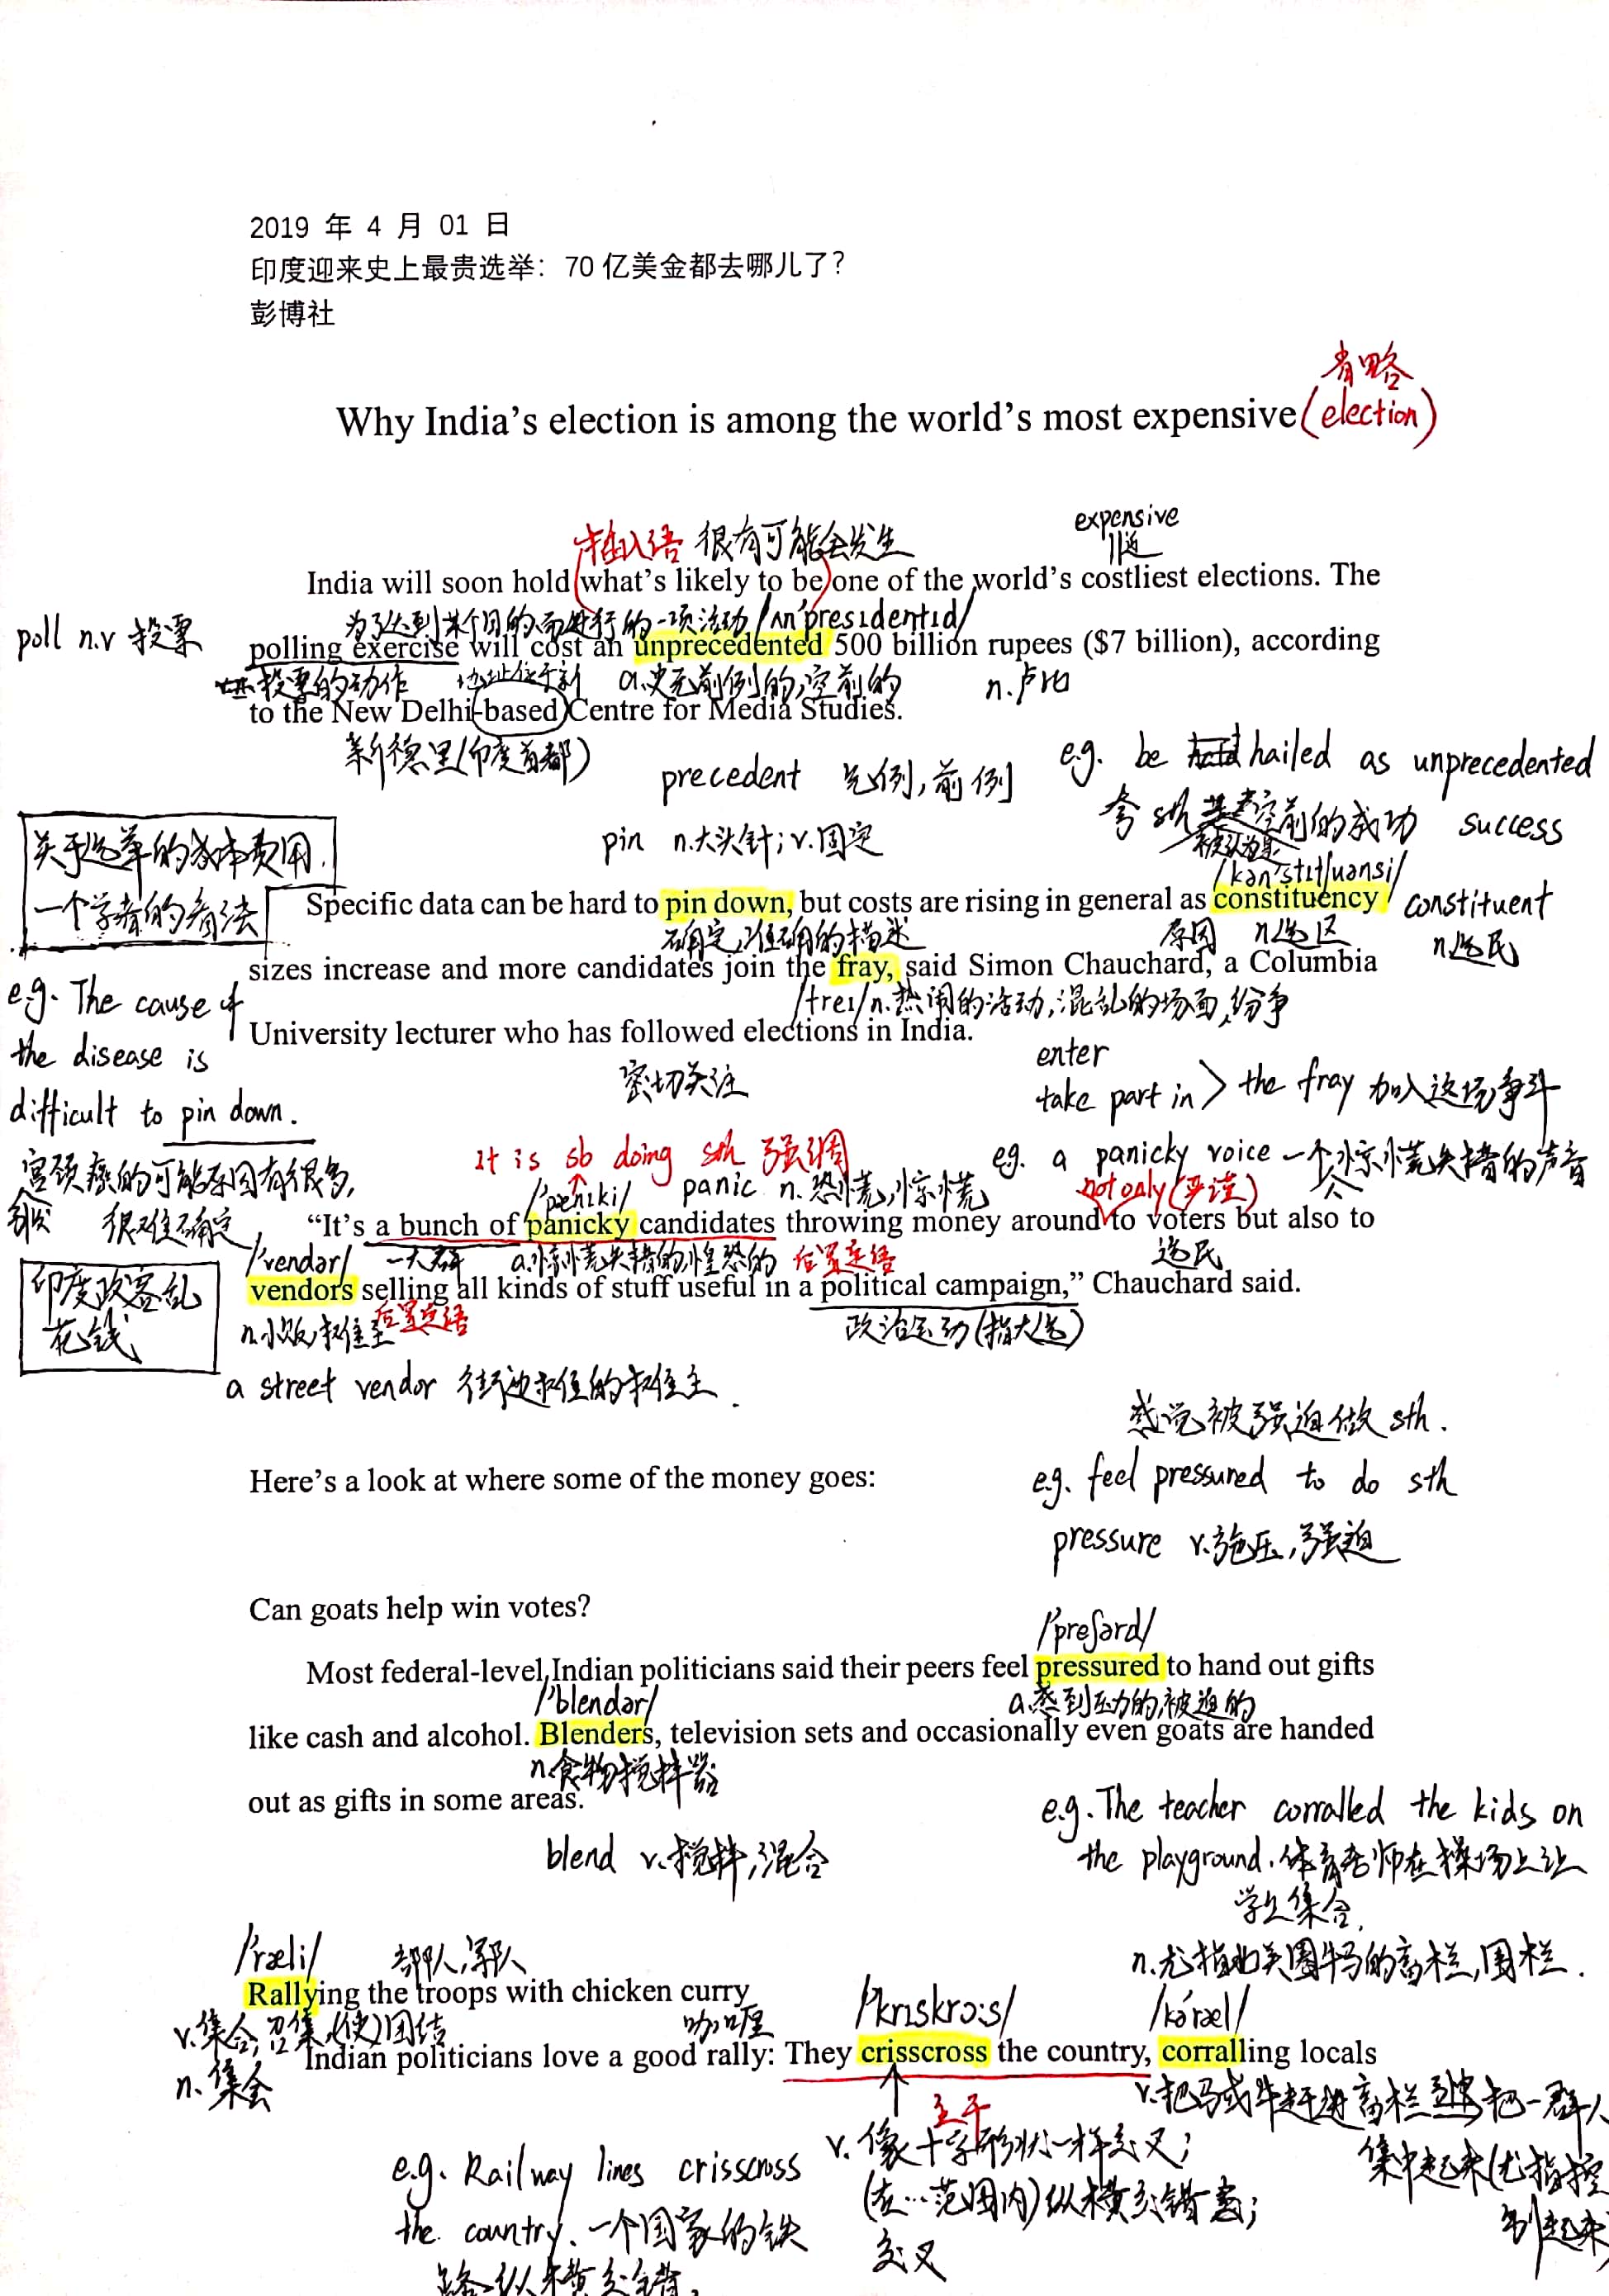 2019 年 4 月 01 日
印度迎来史上最贵选举：70 亿美金都去哪儿了？
彭博社
省略
Why India's election is among the world's most expensive (election)
插入语 很有可能会发生
expensive
India will soon hold what's likely to be one of the world's costliest elections. The
poll n.v 投票
为了达到某个目的而进行的一项活动 /ʌn'presɪdentɪd/
polling exercise will cost an unprecedented 500 billion rupees ($7 billion), according
投票的动作 地址位于新 a.史无前例的,空前的 n.卢比
to the New Delhi-based Centre for Media Studies.
新德里(印度首都)
precedent 先例,前例
e.g. be hailed as unprecedented
success
夸 sth 空前的成功
被认为是
pin n.大头针;v.固定
关于选举的成本费用.
一个学者的看法
/kən'stɪtʃuənsi/
Specific data can be hard to pin down, but costs are rising in general as constituency
constituent
n.选民
确定,准确的描述 原因 n.选区
sizes increase and more candidates join the fray, said Simon Chauchard, a Columbia
/freɪ/ n.热闹的活动,混乱的场面,纷争
University lecturer who has followed elections in India.
密切关注
e.g. The cause of
the disease is
difficult to pin down.
宫颈癌的可能原因有很多,
很难确定
enter
take part in > the fray 加入这场争斗
It is sb doing sth 强调
e.g. a panicky voice 一个惊慌失措的声音
/'pænɪki/ panic n.恐慌,惊慌
not only (严谨)
"It's a bunch of panicky candidates throwing money around to voters but also to
/'vendər/ 一大群 a.惊慌失措的,惶恐的 后置定语 选民
vendors selling all kinds of stuff useful in a political campaign," Chauchard said.
n.小贩,摊主 后置定语 政治运动(指大选)
印度政客乱
花钱
a street vendor 街边摊位的摊位主.
感觉被强迫做 sth.
Here's a look at where some of the money goes:
e.g. feel pressured to do sth
pressure v.施压,强迫
Can goats help win votes?
/'preʃərd/
Most federal-level Indian politicians said their peers feel pressured to hand out gifts
/'blendər/ a.感到压力的,被迫的
like cash and alcohol. Blenders, television sets and occasionally even goats are handed
n.食物搅拌器
out as gifts in some areas.
blend v.搅拌,混合
e.g. The teacher corralled the kids on
the playground. 体育老师在操场上让
学生集合.
n.尤指北美圈牛马的畜栏,围栏.
/'ræli/ 部队,军队
Rallying the troops with chicken curry
v.集合,召集,(使)团结 咖喱
n.集会
/'krɪskrɔːs/ /kə'ræl/
Indian politicians love a good rally: They crisscross the country, corralling locals
主干
v.像十字形状一样交叉;
(在…范围内)纵横交错;
交叉
v.把马或牛赶进畜栏 把一群人
集中起来(尤指控
制起来
e.g. Railway lines crisscross
the country. 一个国家的铁
路纵横交错.